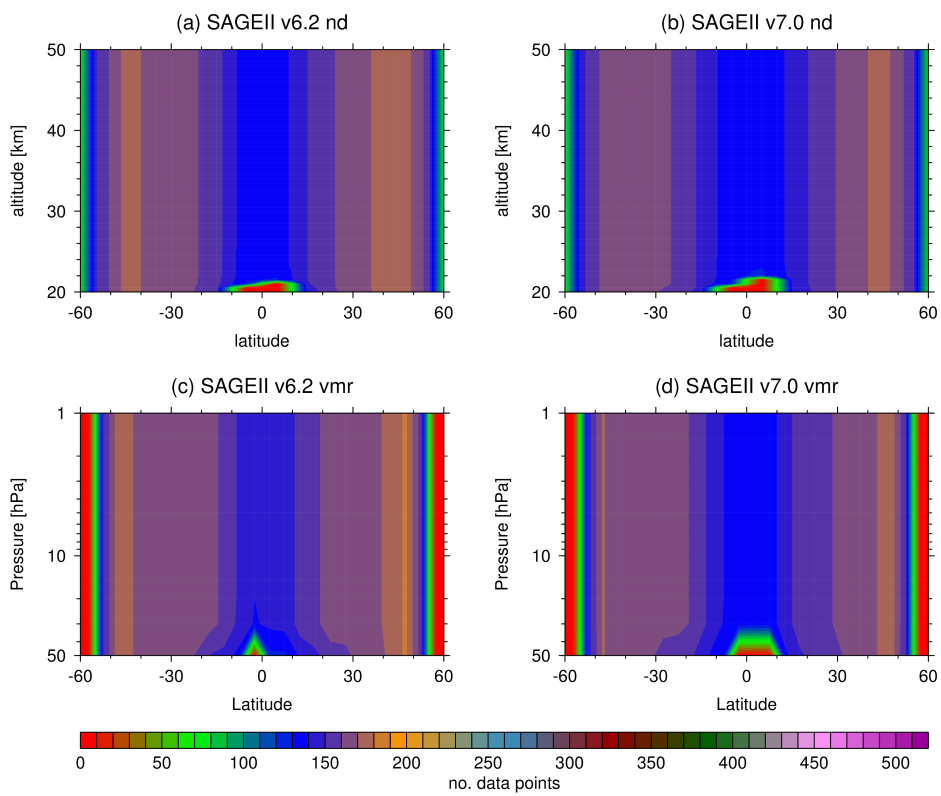 (a) SAGEII v6.2 nd
(b) SAGEII v7.0 nd
50
40
30
20
altitude [km]
-60 -30 0 30 60
latitude
50
40
30
20
altitude [km]
-60 -30 0 30 60
latitude
(c) SAGEII v6.2 vmr
(d) SAGEII v7.0 vmr
1
10
50
Pressure [hPa]
-60 -30 0 30 60
Latitude
1
10
50
Pressure [hPa]
-60 -30 0 30 60
Latitude
0 50 100 150 200 250 300 350 400 450 500
no. data points